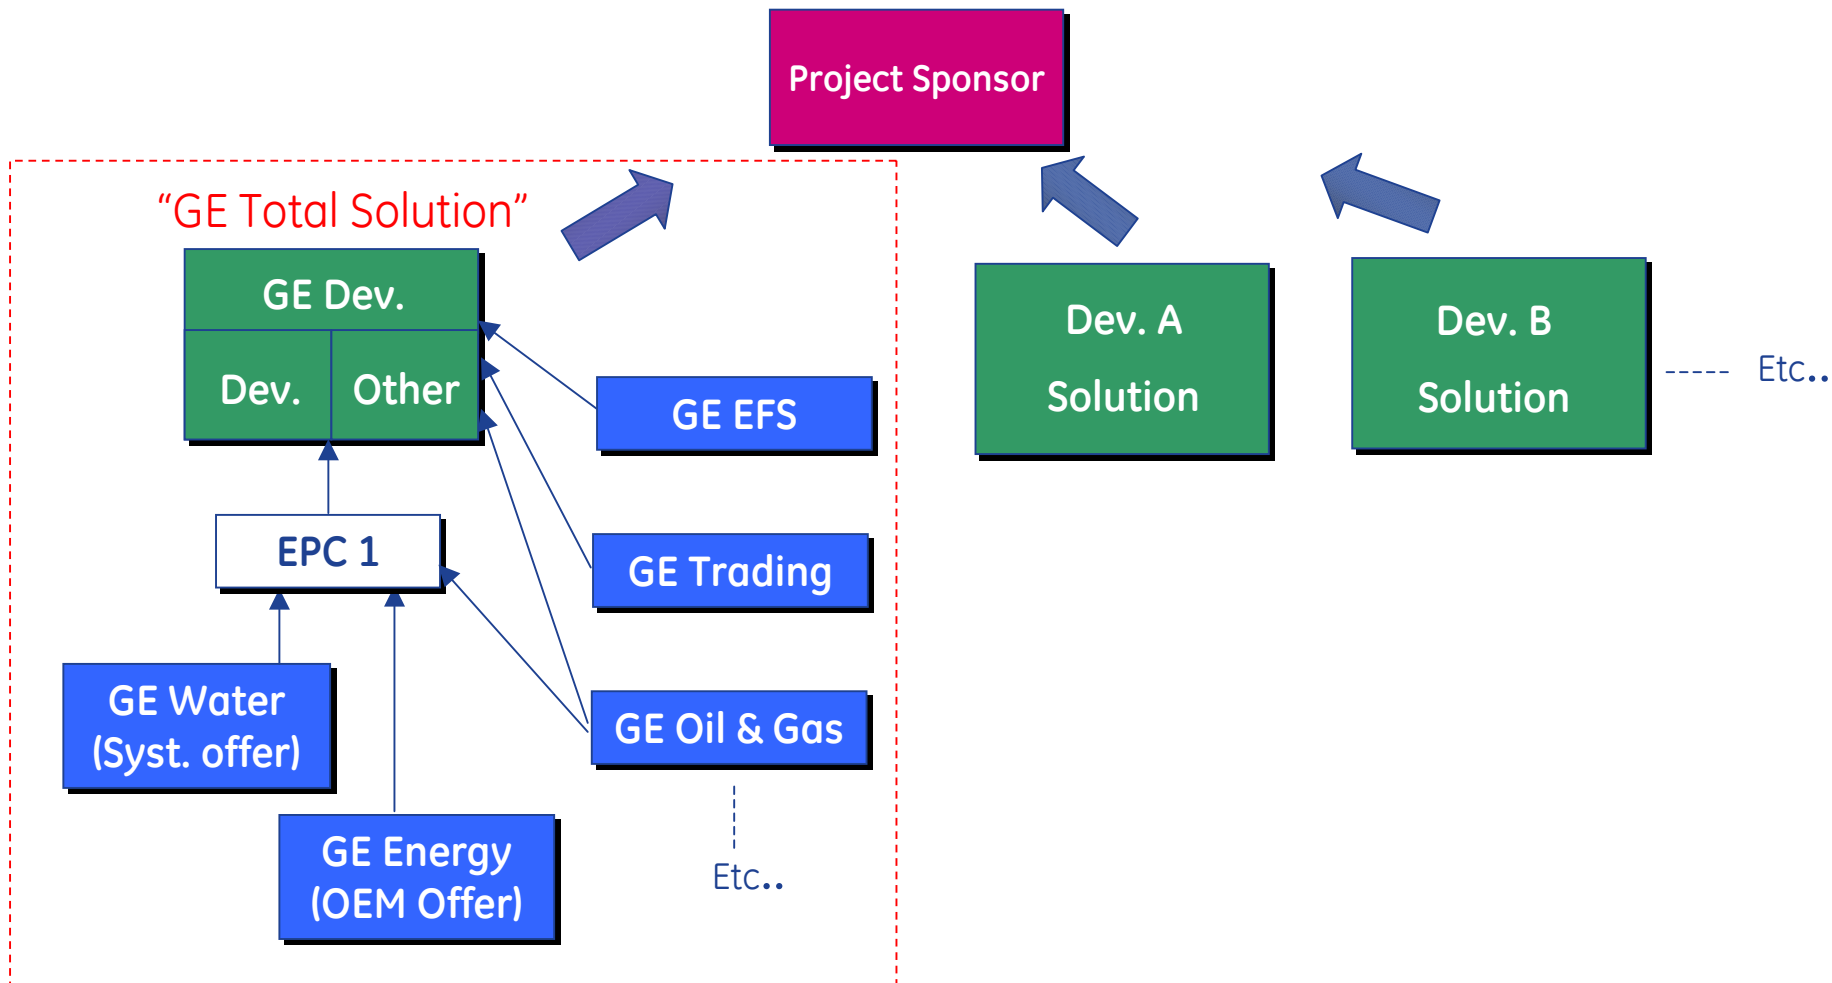 Project Sponsor
“GE Total Solution”
GE Dev.
Dev.
Other
GE EFS
EPC 1
GE Trading
GE Water
(Syst. offer)
GE Oil & Gas
GE Energy
(OEM Offer)
Etc..
Dev. A
Solution
Dev. B
Solution
Etc..